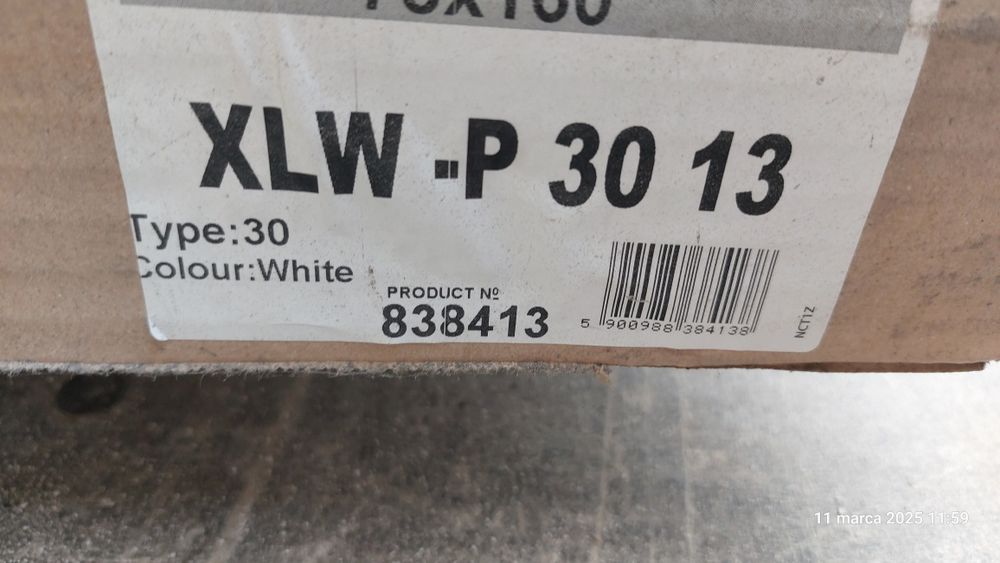 XLW -P 30 13
Type:30
Colour:White
PRODUCT Nº
838413
5 900988 384138
NCT1Z
11 marca 2025 11:59